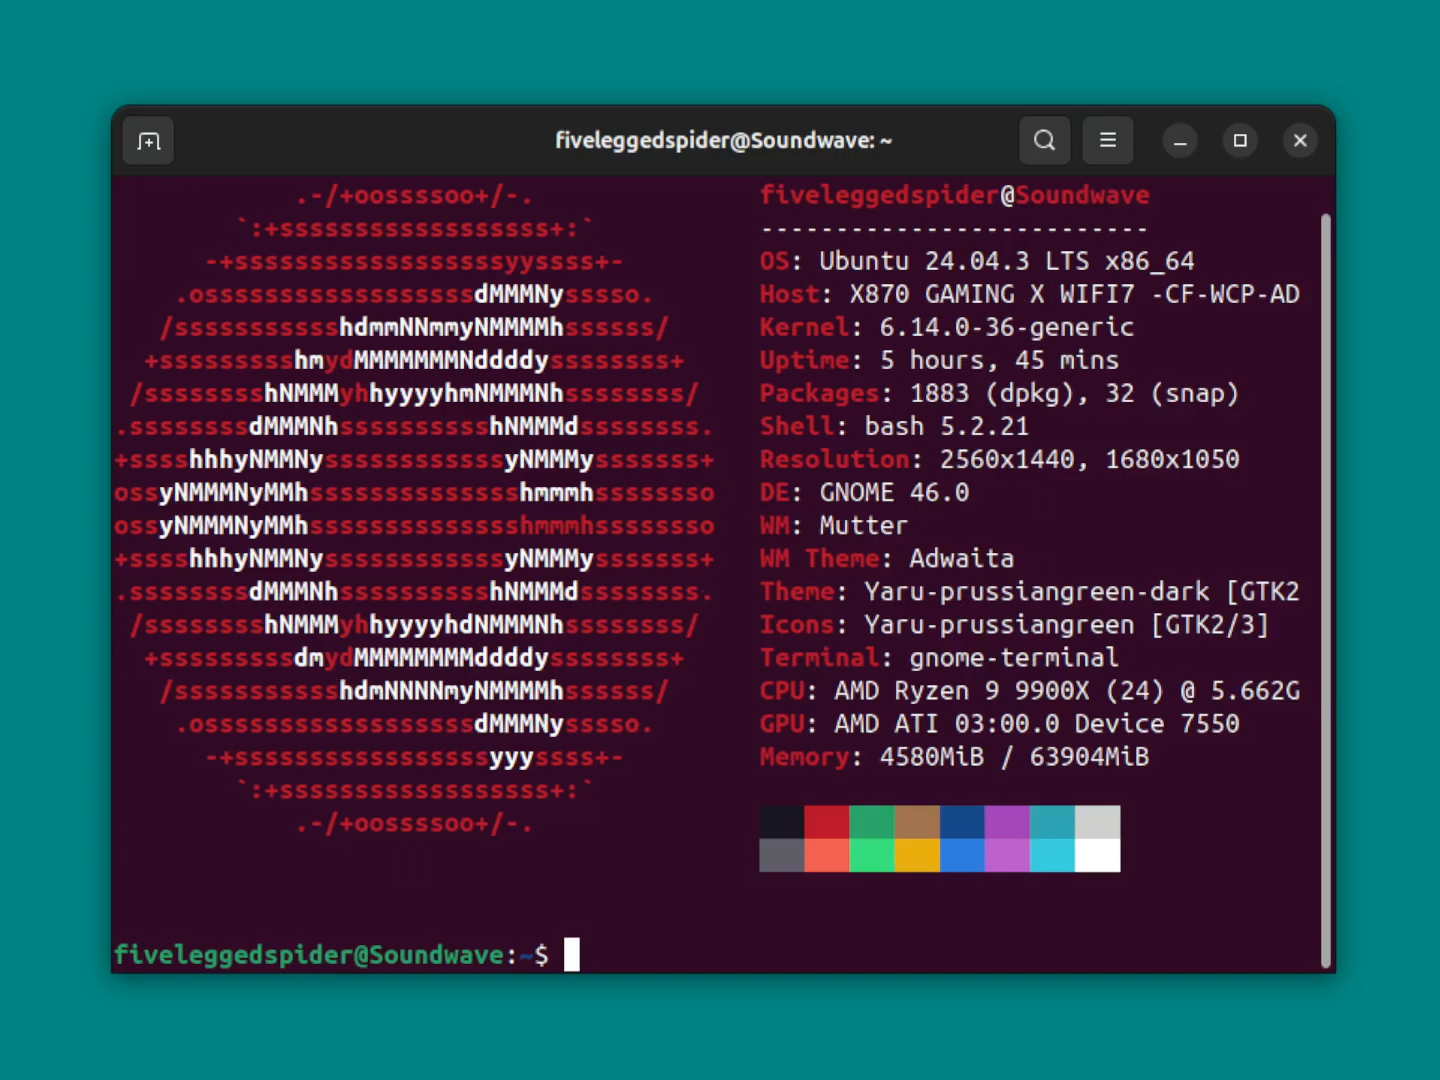 fiveleggedspider@Soundwave: ~
.-/+oossssoo+/-.
`:+ssssssssssssssssss+:`
-+ssssssssssssssssssyyssss+-
.ossssssssssssssssssdMMMNysssso.
/ssssssssssshdmmNNmmyNMMMMhssssss/
+ssssssssshmydMMMMMMMNddddyssssssss+
/sssssssshNMMMyhhyyyyhmNMMMNhssssssss/
.ssssssssdMMMNhsssssssssshNMMMdssssssss.
+sssshhhyNMMNyssssssssssssyNMMMysssssss+
ossyNMMMNyMMhsssssssssssssshmmmhssssssso
ossyNMMMNyMMhsssssssssssssshmmmhssssssso
+sssshhhyNMMNyssssssssssssyNMMMysssssss+
.ssssssssdMMMNhsssssssssshNMMMdssssssss.
/sssssssshNMMMyhhyyyyhdNMMMNhssssssss/
+sssssssssdmydMMMMMMMMddddyssssssss+
/ssssssssssshdmNNNNmyNMMMMhssssss/
.ossssssssssssssssssdMMMNysssso.
-+sssssssssssssssssyyyssss+-
`:+ssssssssssssssssss+:`
.-/+oossssoo+/-.
fiveleggedspider@Soundwave
--------------------------
OS: Ubuntu 24.04.3 LTS x86_64
Host: X870 GAMING X WIFI7 -CF-WCP-AD
Kernel: 6.14.0-36-generic
Uptime: 5 hours, 45 mins
Packages: 1883 (dpkg), 32 (snap)
Shell: bash 5.2.21
Resolution: 2560x1440, 1680x1050
DE: GNOME 46.0
WM: Mutter
WM Theme: Adwaita
Theme: Yaru-prussiangreen-dark [GTK2
Icons: Yaru-prussiangreen [GTK2/3]
Terminal: gnome-terminal
CPU: AMD Ryzen 9 9900X (24) @ 5.662G
GPU: AMD ATI 03:00.0 Device 7550
Memory: 4580MiB / 63904MiB
fiveleggedspider@Soundwave:~$